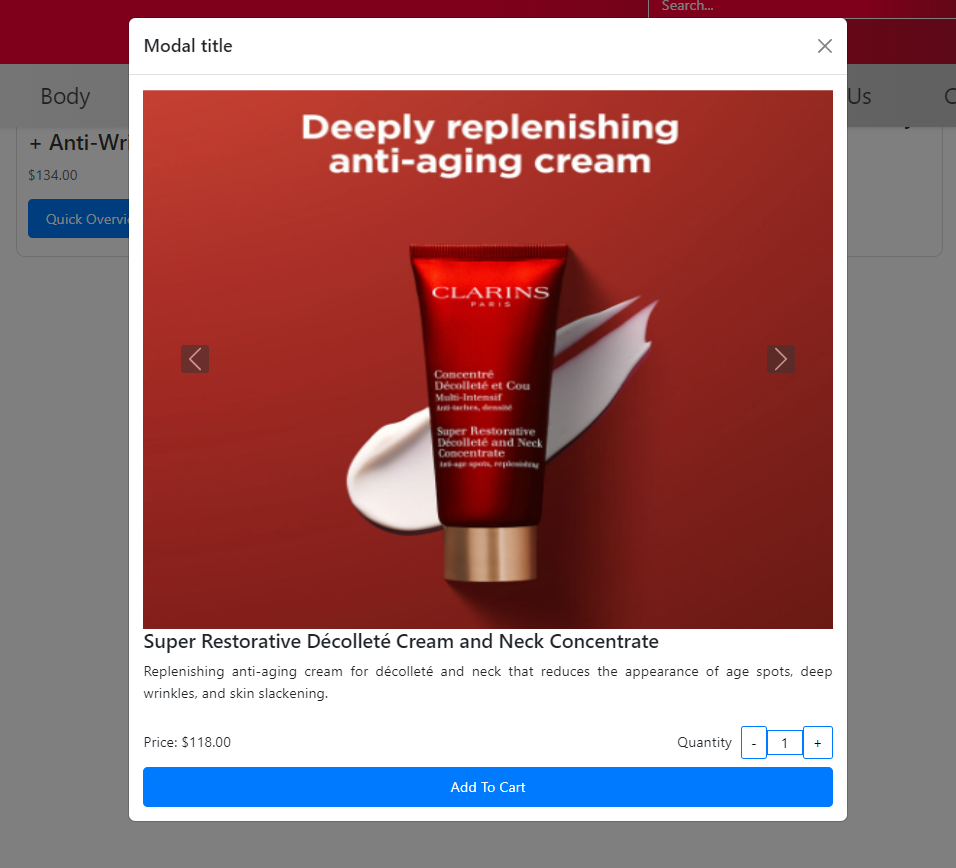 Search...
Modal title
Body
Us
+ Anti-Wri
$134.00
Quick Overvi
Deeply replenishing
anti-aging cream
CLARINS
PARIS
Concentré
Décolleté et Cou
Multi-Intensif
Anti-taches, densité
Super Restorative
Décolleté and Neck
Concentrate
Anti-age spots, replenishing
Super Restorative Décolleté Cream and Neck Concentrate
Replenishing anti-aging cream for décolleté and neck that reduces the appearance of age spots, deep
wrinkles, and skin slackening.
Price: $118.00
Quantity - 1 +
Add To Cart